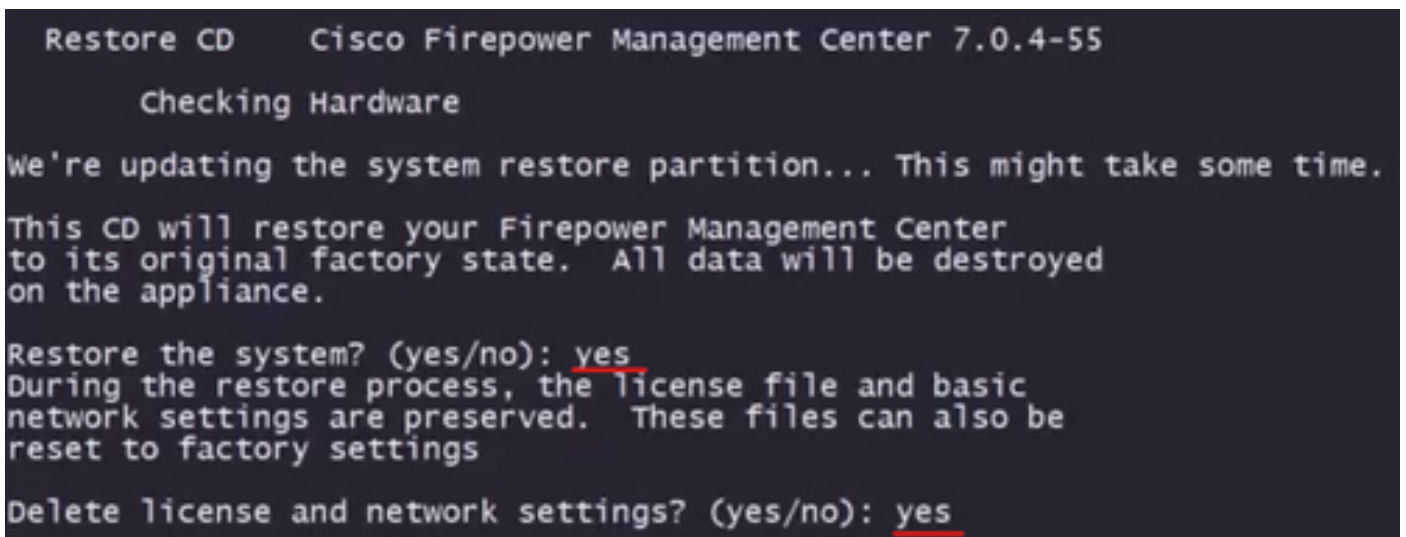 Restore CD Cisco Firepower Management Center 7.0.4-55
Checking Hardware
We're updating the system restore partition... This might take some time.
This CD will restore your Firepower Management Center
to its original factory state. All data will be destroyed
on the appliance.
Restore the system? (yes/no): yes
During the restore process, the license file and basic
network settings are preserved. These files can also be
reset to factory settings
Delete license and network settings? (yes/no): yes